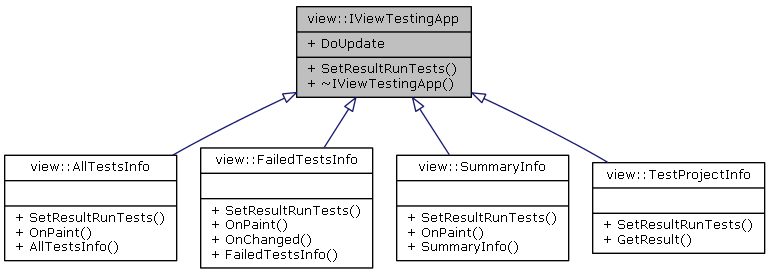 view::IViewTestingApp
+ DoUpdate
+ SetResultRunTests()
+ ~IViewTestingApp()
view::AllTestsInfo
+ SetResultRunTests()
+ OnPaint()
+ AllTestsInfo()
view::FailedTestsInfo
+ SetResultRunTests()
+ OnPaint()
+ OnChanged()
+ FailedTestsInfo()
view::SummaryInfo
+ SetResultRunTests()
+ OnPaint()
+ SummaryInfo()
view::TestProjectInfo
+ SetResultRunTests()
+ GetResult()